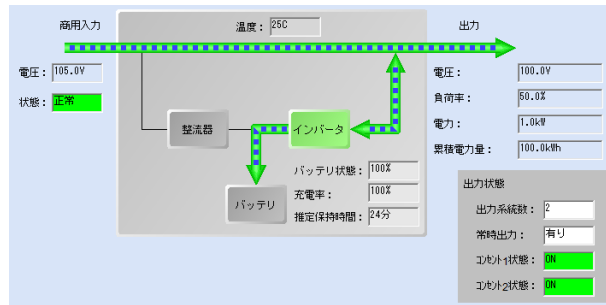 商用入力
温度： 25C
出力
電圧： 105.0V
状態： 正常
電圧： 100.0V
負荷率： 50.0%
電力： 1.0kW
累積電力量： 100.0kWh
整流器
インバータ
バッテリ
バッテリ状態： 100%
充電率： 100%
推定保持時間： 24分
出力状態
出力系統数： 2
常時出力： 有り
ｺﾝｾﾝﾄ1状態： ON
ｺﾝｾﾝﾄ2状態： ON